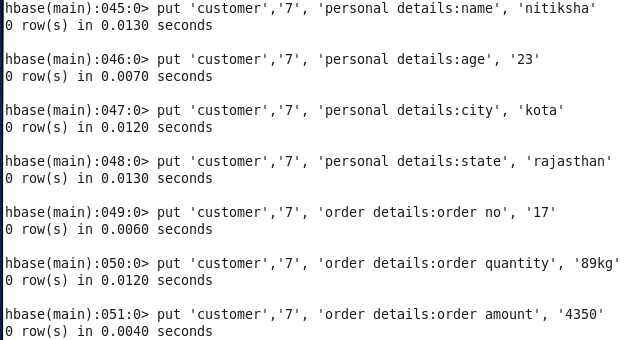 hbase(main):045:0> put 'customer','7', 'personal details:name', 'nitiksha'
0 row(s) in 0.0130 seconds
hbase(main):046:0> put 'customer','7', 'personal details:age', '23'
0 row(s) in 0.0070 seconds
hbase(main):047:0> put 'customer','7', 'personal details:city', 'kota'
0 row(s) in 0.0120 seconds
hbase(main):048:0> put 'customer','7', 'personal details:state', 'rajasthan'
0 row(s) in 0.0130 seconds
hbase(main):049:0> put 'customer','7', 'order details:order no', '17'
0 row(s) in 0.0060 seconds
hbase(main):050:0> put 'customer','7', 'order details:order quantity', '89kg'
0 row(s) in 0.0120 seconds
hbase(main):051:0> put 'customer','7', 'order details:order amount', '4350'
0 row(s) in 0.0040 seconds